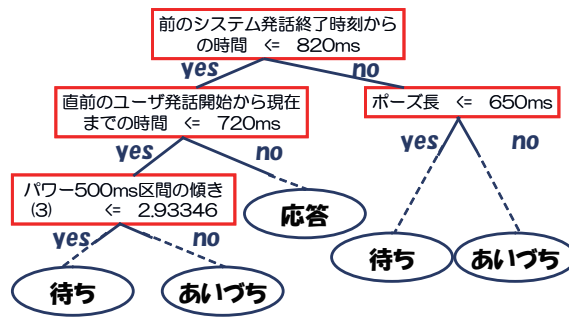 前のシステム発話終了時刻から
の時間 <= 820ms
yes
no
直前のユーザ発話開始から現在
までの時間 <= 720ms
ポーズ長 <= 650ms
yes
no
yes
no
パワー500ms区間の傾き
(3) <= 2.93346
応答
yes
no
待ち
あいづち
待ち
あいづち